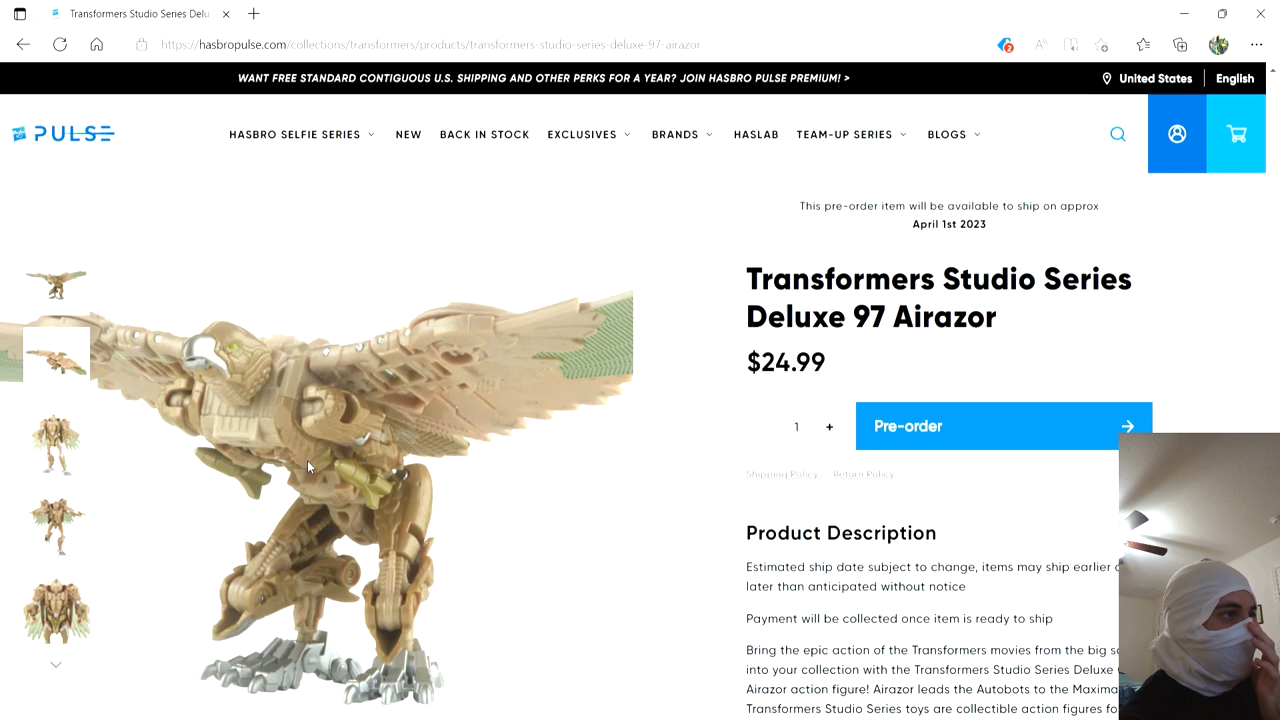 Transformers Studio Series Delu
https://hasbropulse.com/collections/transformers/products/transformers-studio-series-deluxe-97-airazor
2
WANT FREE STANDARD CONTIGUOUS U.S. SHIPPING AND OTHER PERKS FOR A YEAR? JOIN HASBRO PULSE PREMIUM! >
United States
English
PULSE
HASBRO SELFIE SERIES
NEW
BACK IN STOCK
EXCLUSIVES
BRANDS
HASLAB
TEAM-UP SERIES
BLOGS
This pre-order item will be available to ship on approx
April 1st 2023
Transformers Studio Series
Deluxe 97 Airazor
$24.99
1 +
Pre-order
Shipping Policy Return Policy
Product Description
Estimated ship date subject to change, items may ship earlier
later than anticipated without notice
Payment will be collected once item is ready to ship
Bring the epic action of the Transformers movies from the big
into your collection with the Transformers Studio Series Deluxe
Airazor action figure! Airazor leads the Autobots to the Maxima
Transformers Studio Series toys are collectible action figures fo